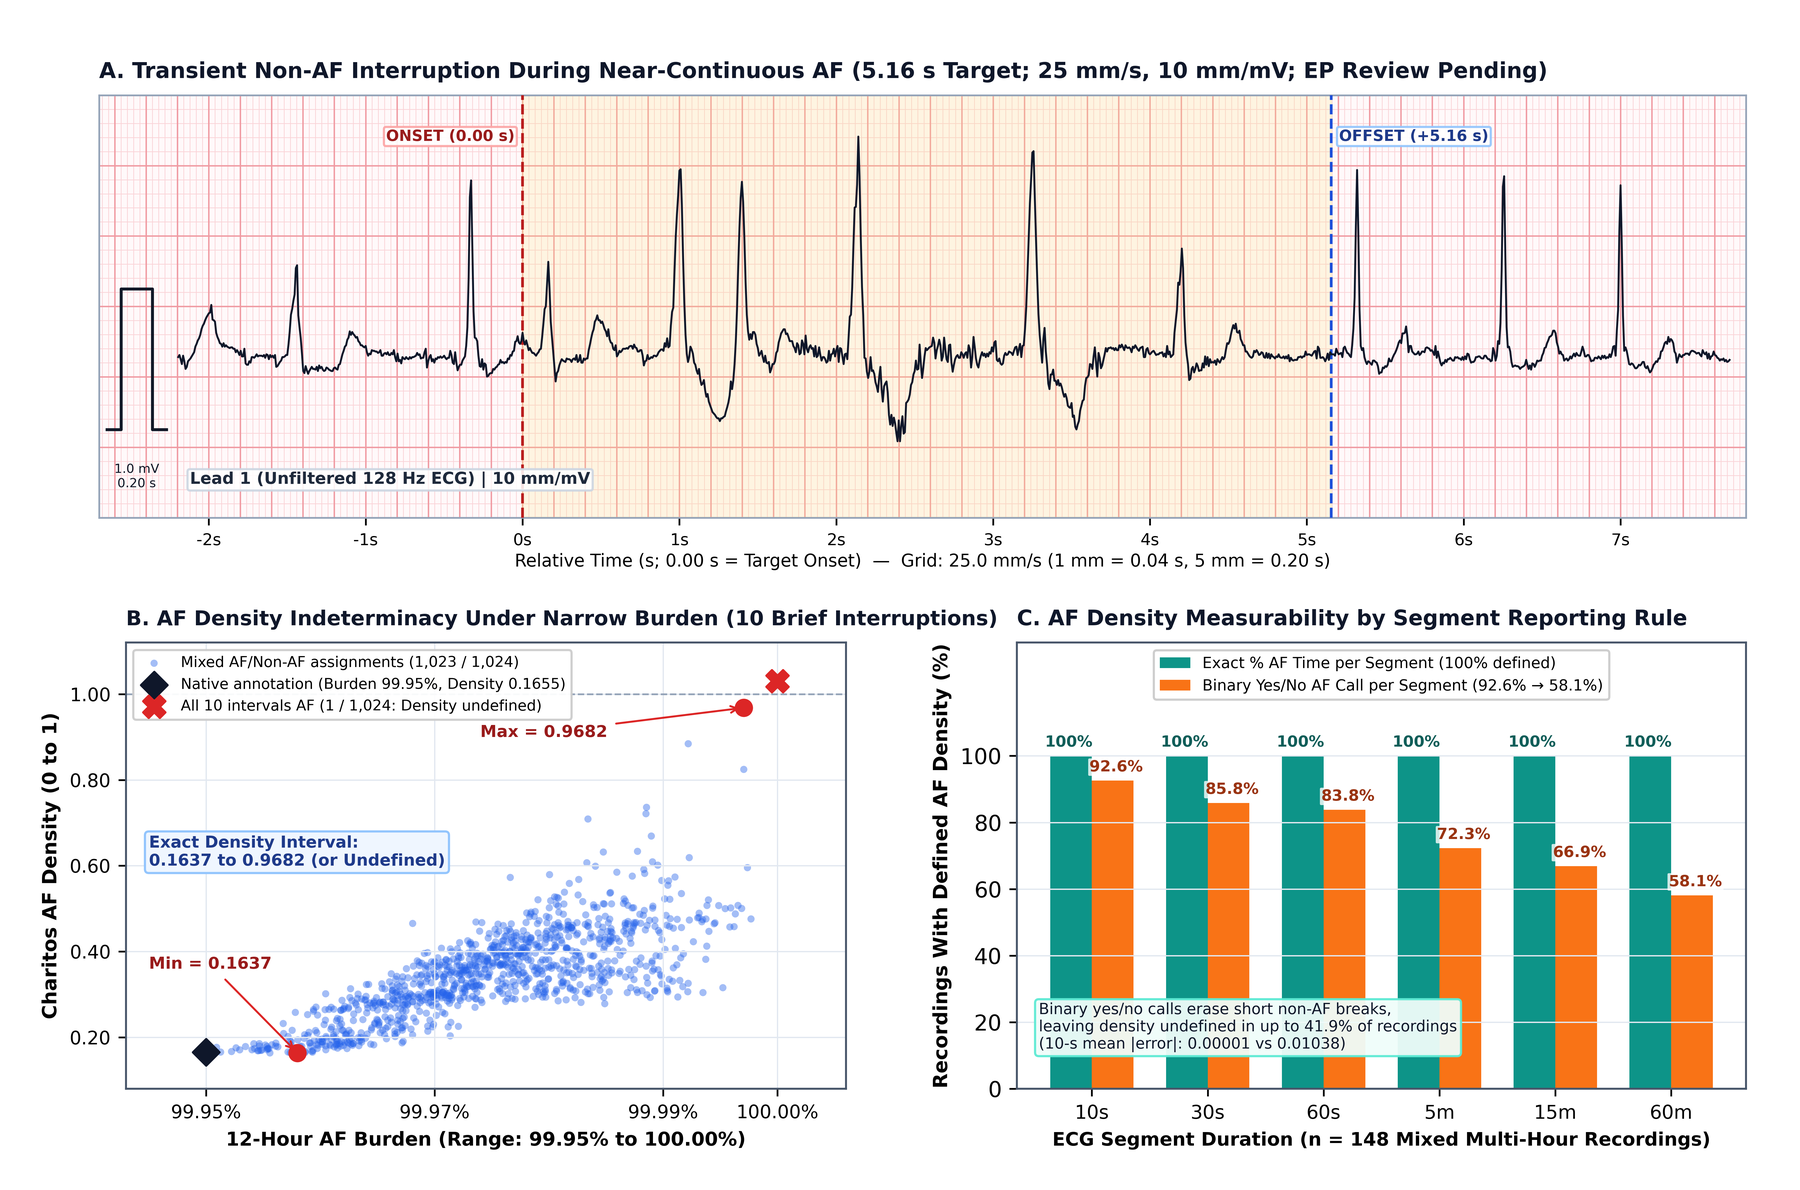 A. Transient Non-AF Interruption During Near-Continuous AF (5.16 s Target; 25 mm/s, 10 mm/mV; EP Review Pending)
ONSET (0.00 s)
OFFSET (+5.16 s)
1.0 mV
0.20 s
Lead 1 (Unfiltered 128 Hz ECG) | 10 mm/mV
-2s -1s 0s 1s 2s 3s 4s 5s 6s 7s
Relative Time (s; 0.00 s = Target Onset) — Grid: 25.0 mm/s (1 mm = 0.04 s, 5 mm = 0.20 s)
B. AF Density Indeterminacy Under Narrow Burden (10 Brief Interruptions)
Mixed AF/Non-AF assignments (1,023 / 1,024)
Native annotation (Burden 99.95%, Density 0.1655)
All 10 intervals AF (1 / 1,024: Density undefined)
Max = 0.9682
Exact Density Interval:
0.1637 to 0.9682 (or Undefined)
Min = 0.1637
Charitos AF Density (0 to 1)
1.00
0.80
0.60
0.40
0.20
99.95% 99.97% 99.99% 100.00%
12-Hour AF Burden (Range: 99.95% to 100.00%)
C. AF Density Measurability by Segment Reporting Rule
Exact % AF Time per Segment (100% defined)
Binary Yes/No AF Call per Segment (92.6% → 58.1%)
Recordings With Defined AF Density (%)
100
80
60
40
20
0
100% 100% 100% 100% 100% 100%
92.6%
85.8%
83.8%
72.3%
66.9%
58.1%
Binary yes/no calls erase short non-AF breaks,
leaving density undefined in up to 41.9% of recordings
(10-s mean |error|: 0.00001 vs 0.01038)
10s 30s 60s 5m 15m 60m
ECG Segment Duration (n = 148 Mixed Multi-Hour Recordings)